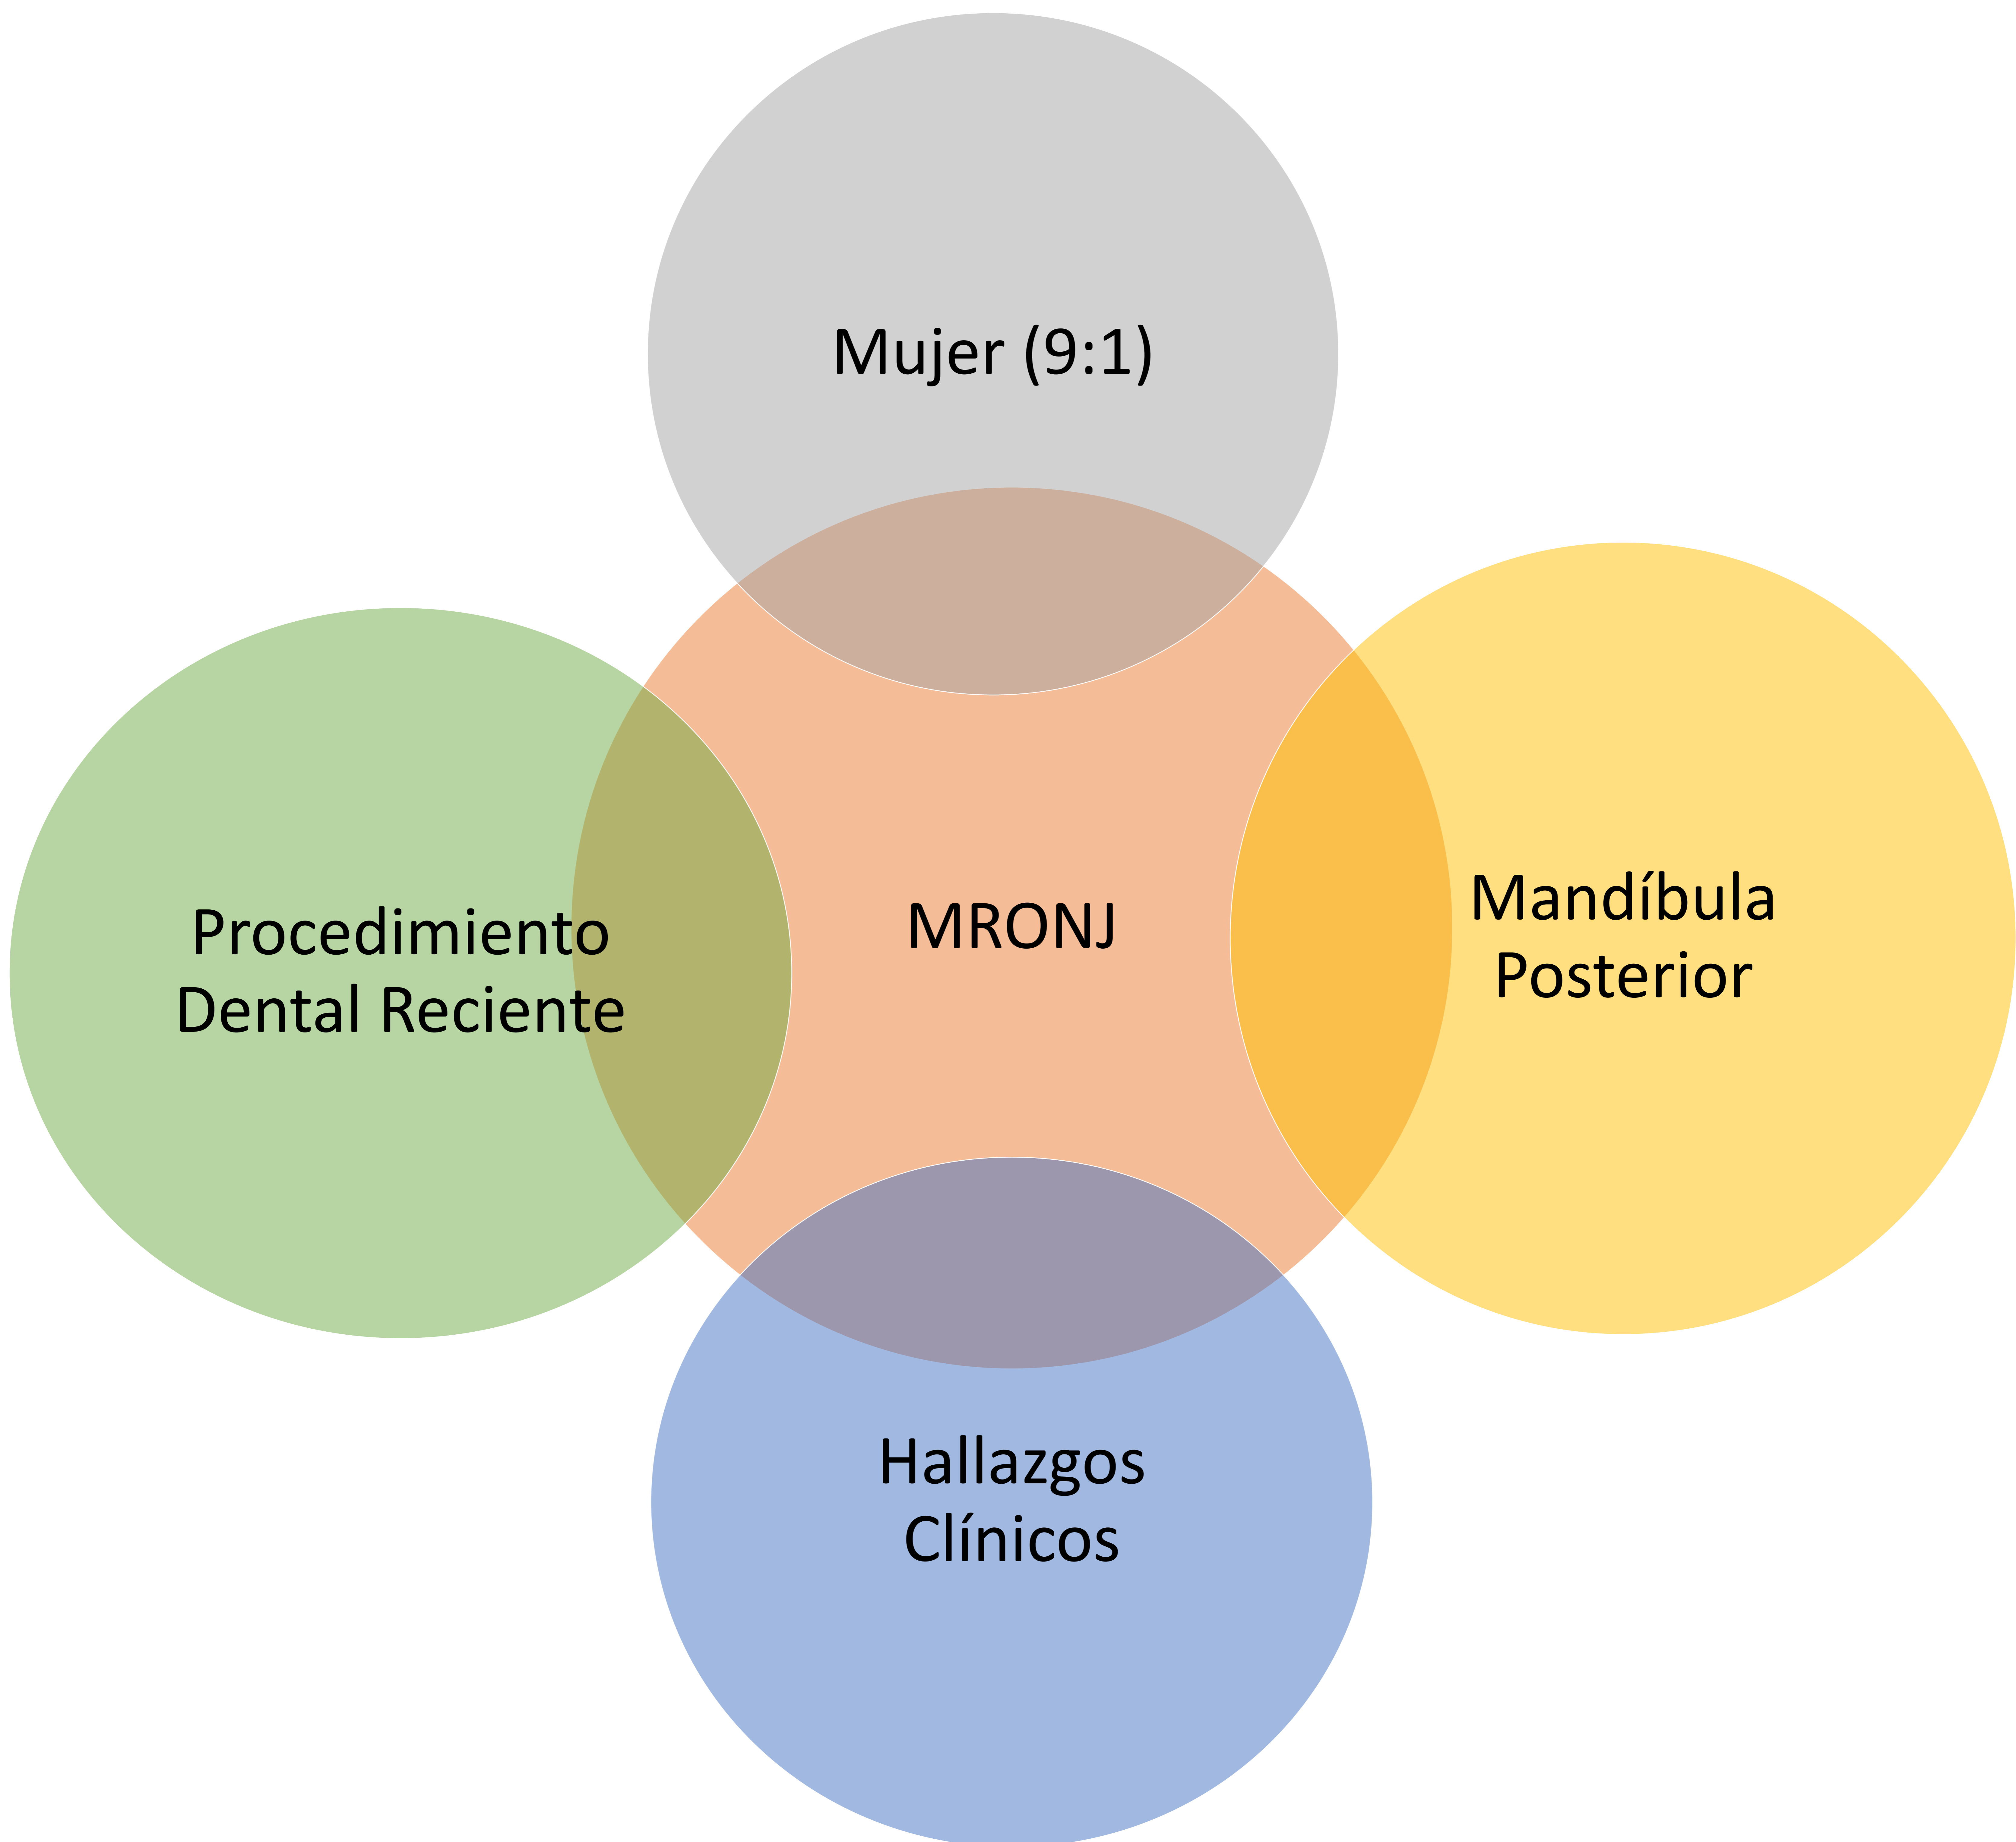 Mujer (9:1)
Procedimiento
Dental Reciente
MRONJ
Mandíbula
Posterior
Hallazgos
Clínicos